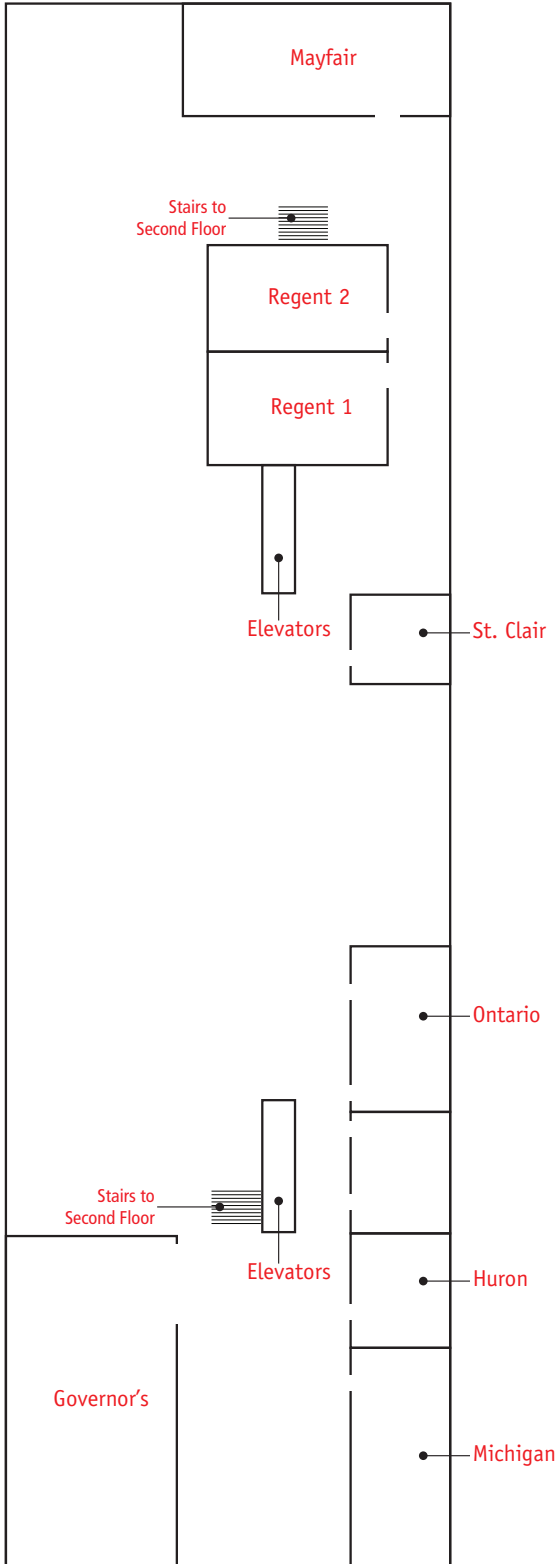 Mayfair
Stairs to
Second Floor
Regent 2
Regent 1
Elevators
St. Clair
Ontario
Stairs to
Second Floor
Elevators
Huron
Governor's
Michigan